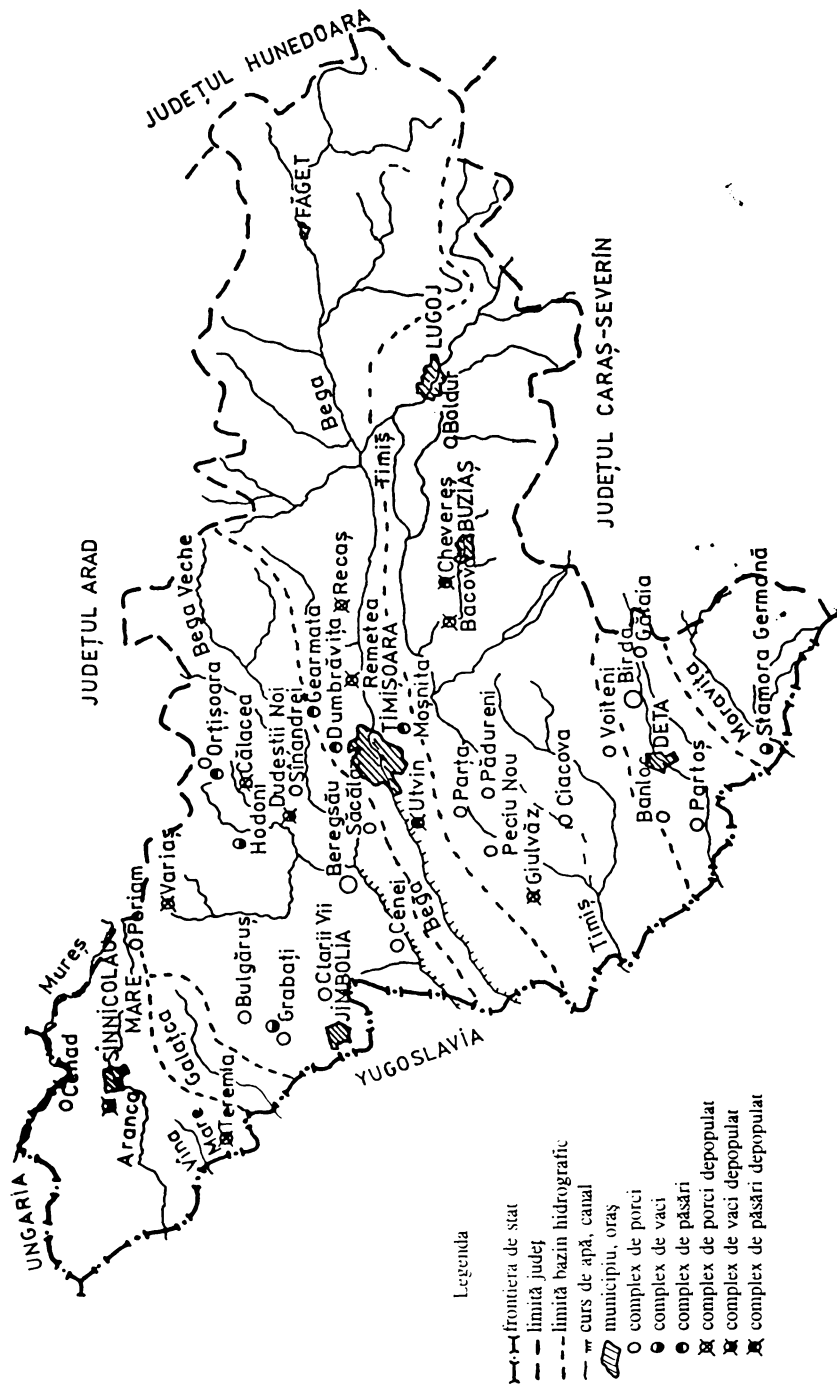 UNGARIA
JUDEȚUL ARAD
JUDEȚUL HUNEDOARA
JUDEȚUL CARAȘ-SEVERIN
YUGOSLAVIA
Mureș
Cenad
SÎNNICOLAU
MARE
Periam
Aranca
Galațca
Vina
Mare
Teremia
Variaș
Bulgăruș
Grabați
Clarii Vii
JIMBOLIA
Orțișoara
Călacea
Hodoni
Dudeștii Noi
Sînandrei
Gearmata
Dumbrăvița
Beregsău
Săcălaz
Cenei
Bega
Bega Veche
Recaș
Remetea
TIMIȘOARA
Moșnița
Utvin
Parța
Pădureni
Peciu Nou
Giulvăz
Ciacova
Timiș
Bega
FĂGET
LUGOJ
Boldur
Timiș
Chevereș
BUZIAȘ
Bacova
Voiteni
Birda
Gătaia
DETA
Banloc
Partoș
Moravița
Stamora Germană
Legenda
frontiera de stat
limită județ
limită bazin hidrografic
curs de apă, canal
municipiu, oraș
complex de porci
complex de vaci
complex de păsări
complex de porci depopulat
complex de vaci depopulat
complex de păsări depopulat